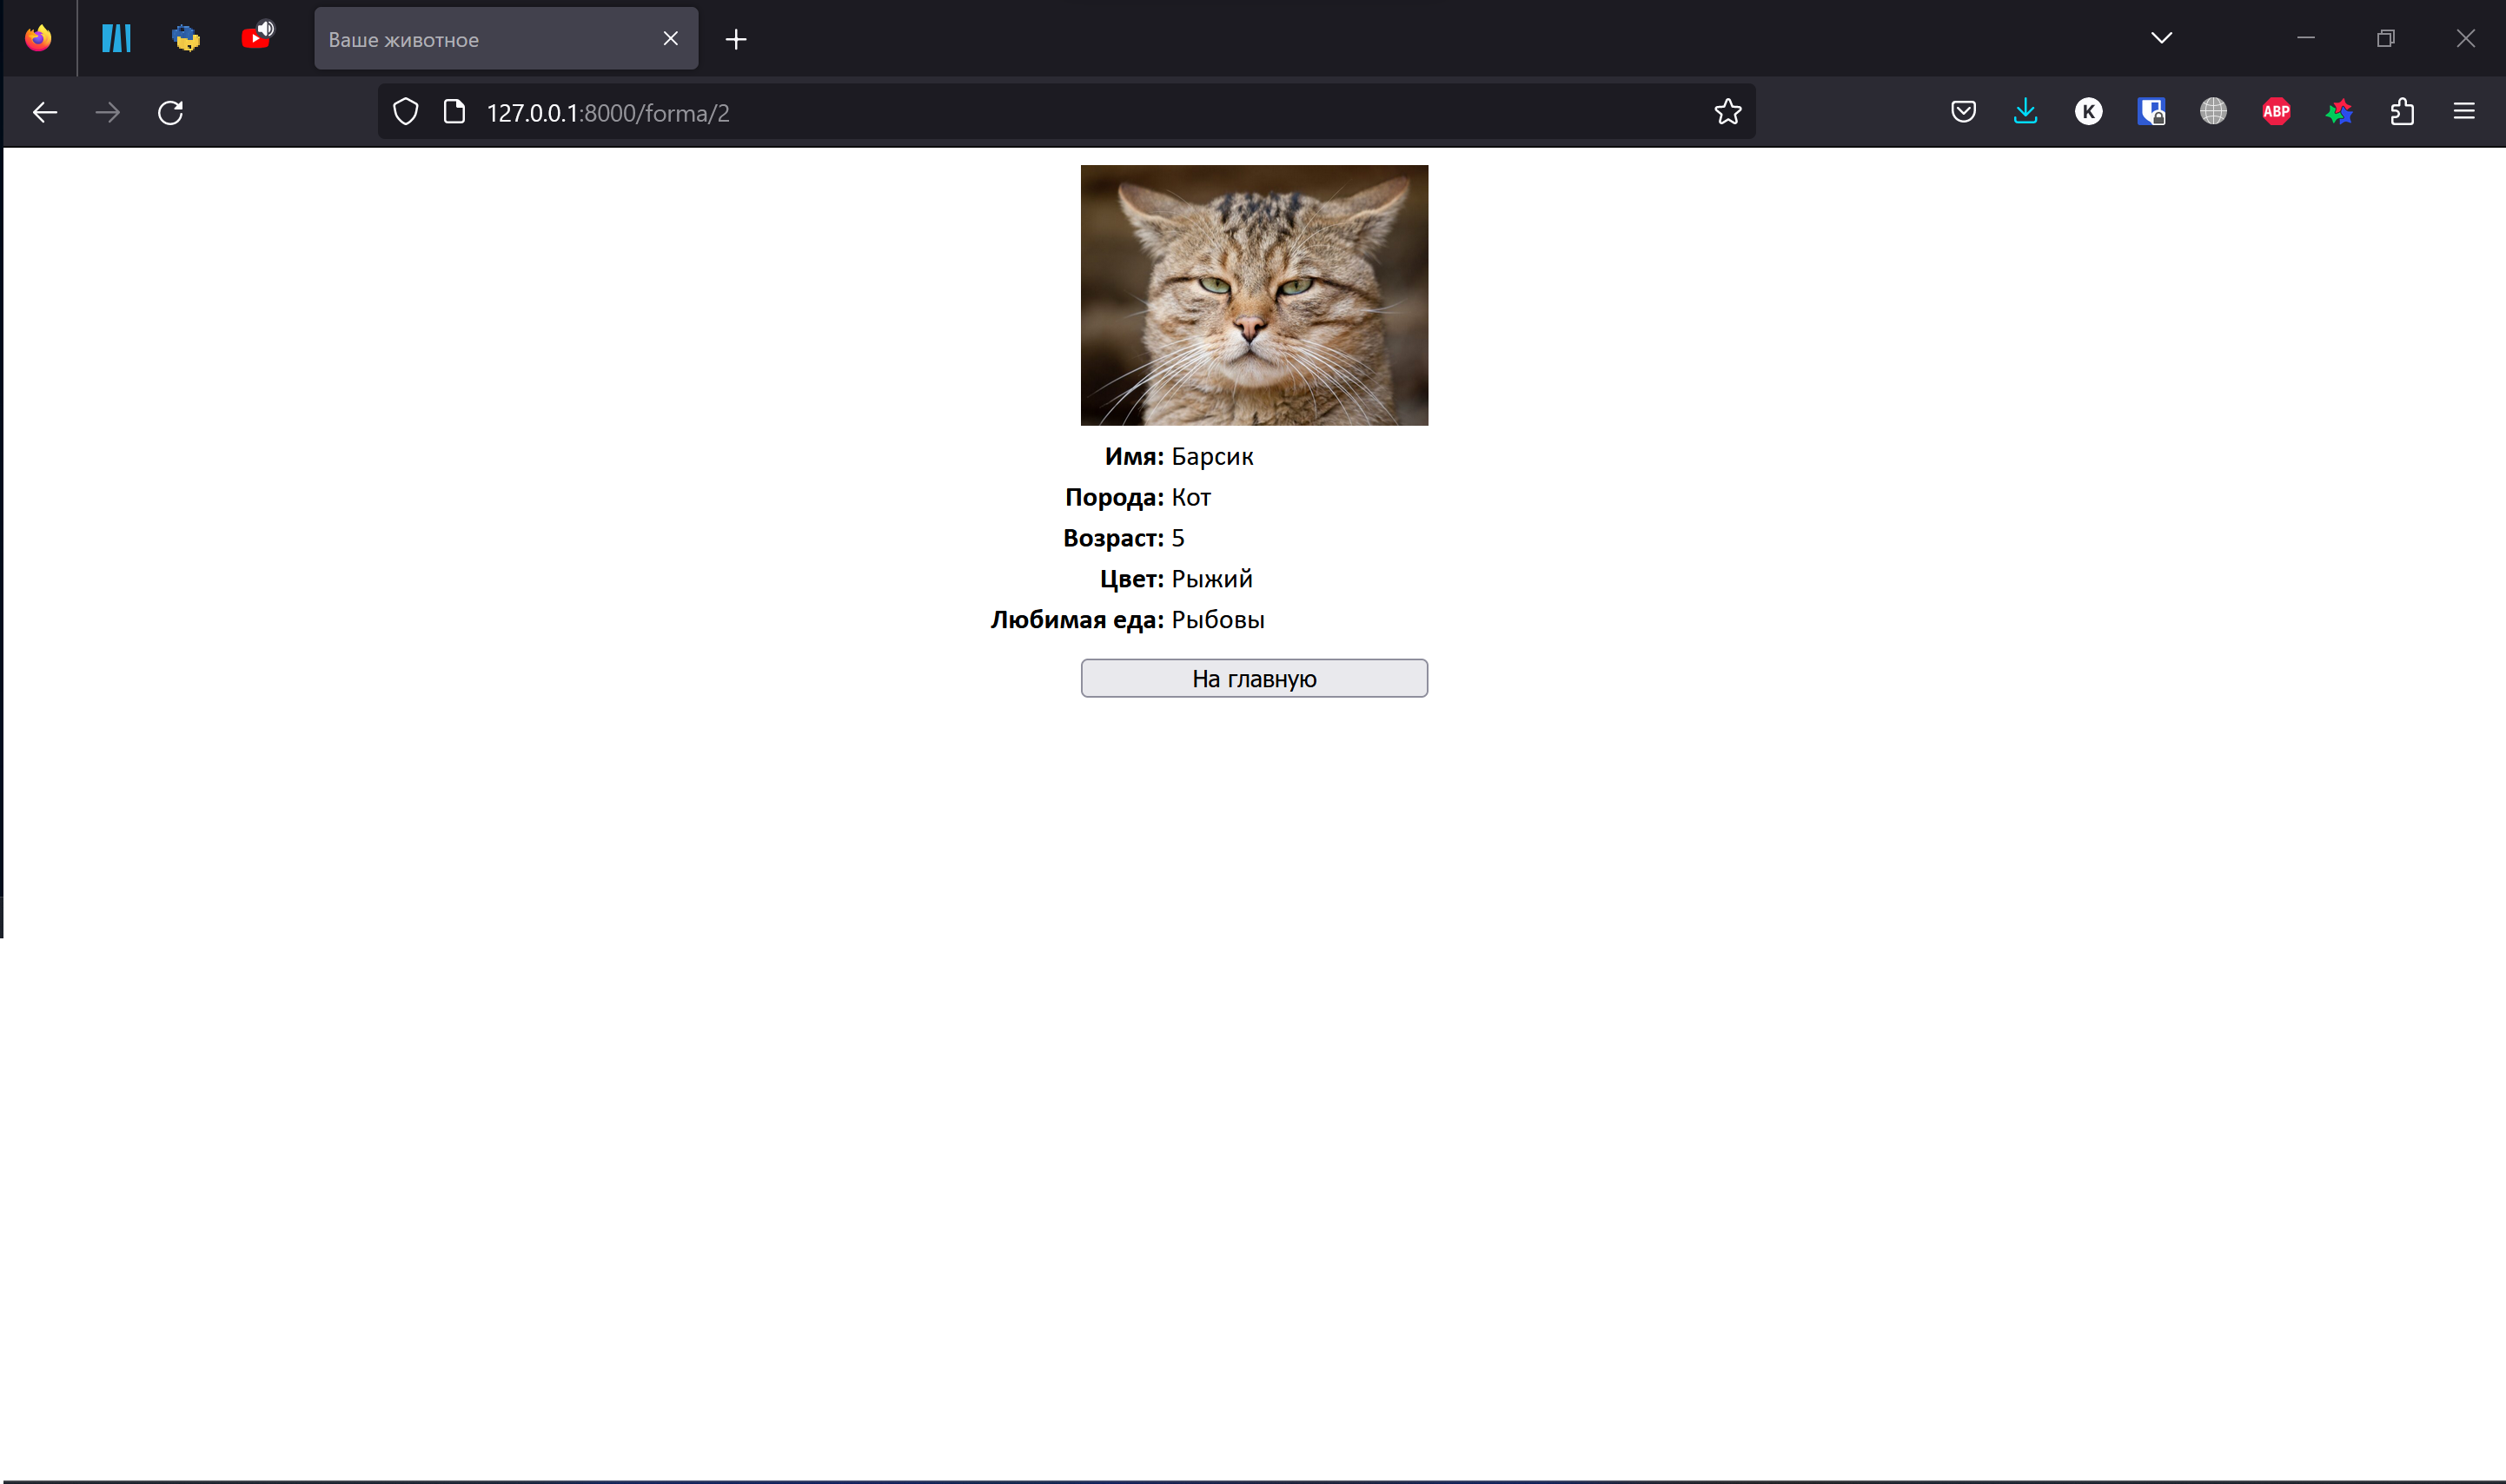 Ваше животное
127.0.0.1:8000/forma/2
K
ABP
Имя: Барсик
Порода: Кот
Возраст: 5
Цвет: Рыжий
Любимая еда: Рыбовы
На главную